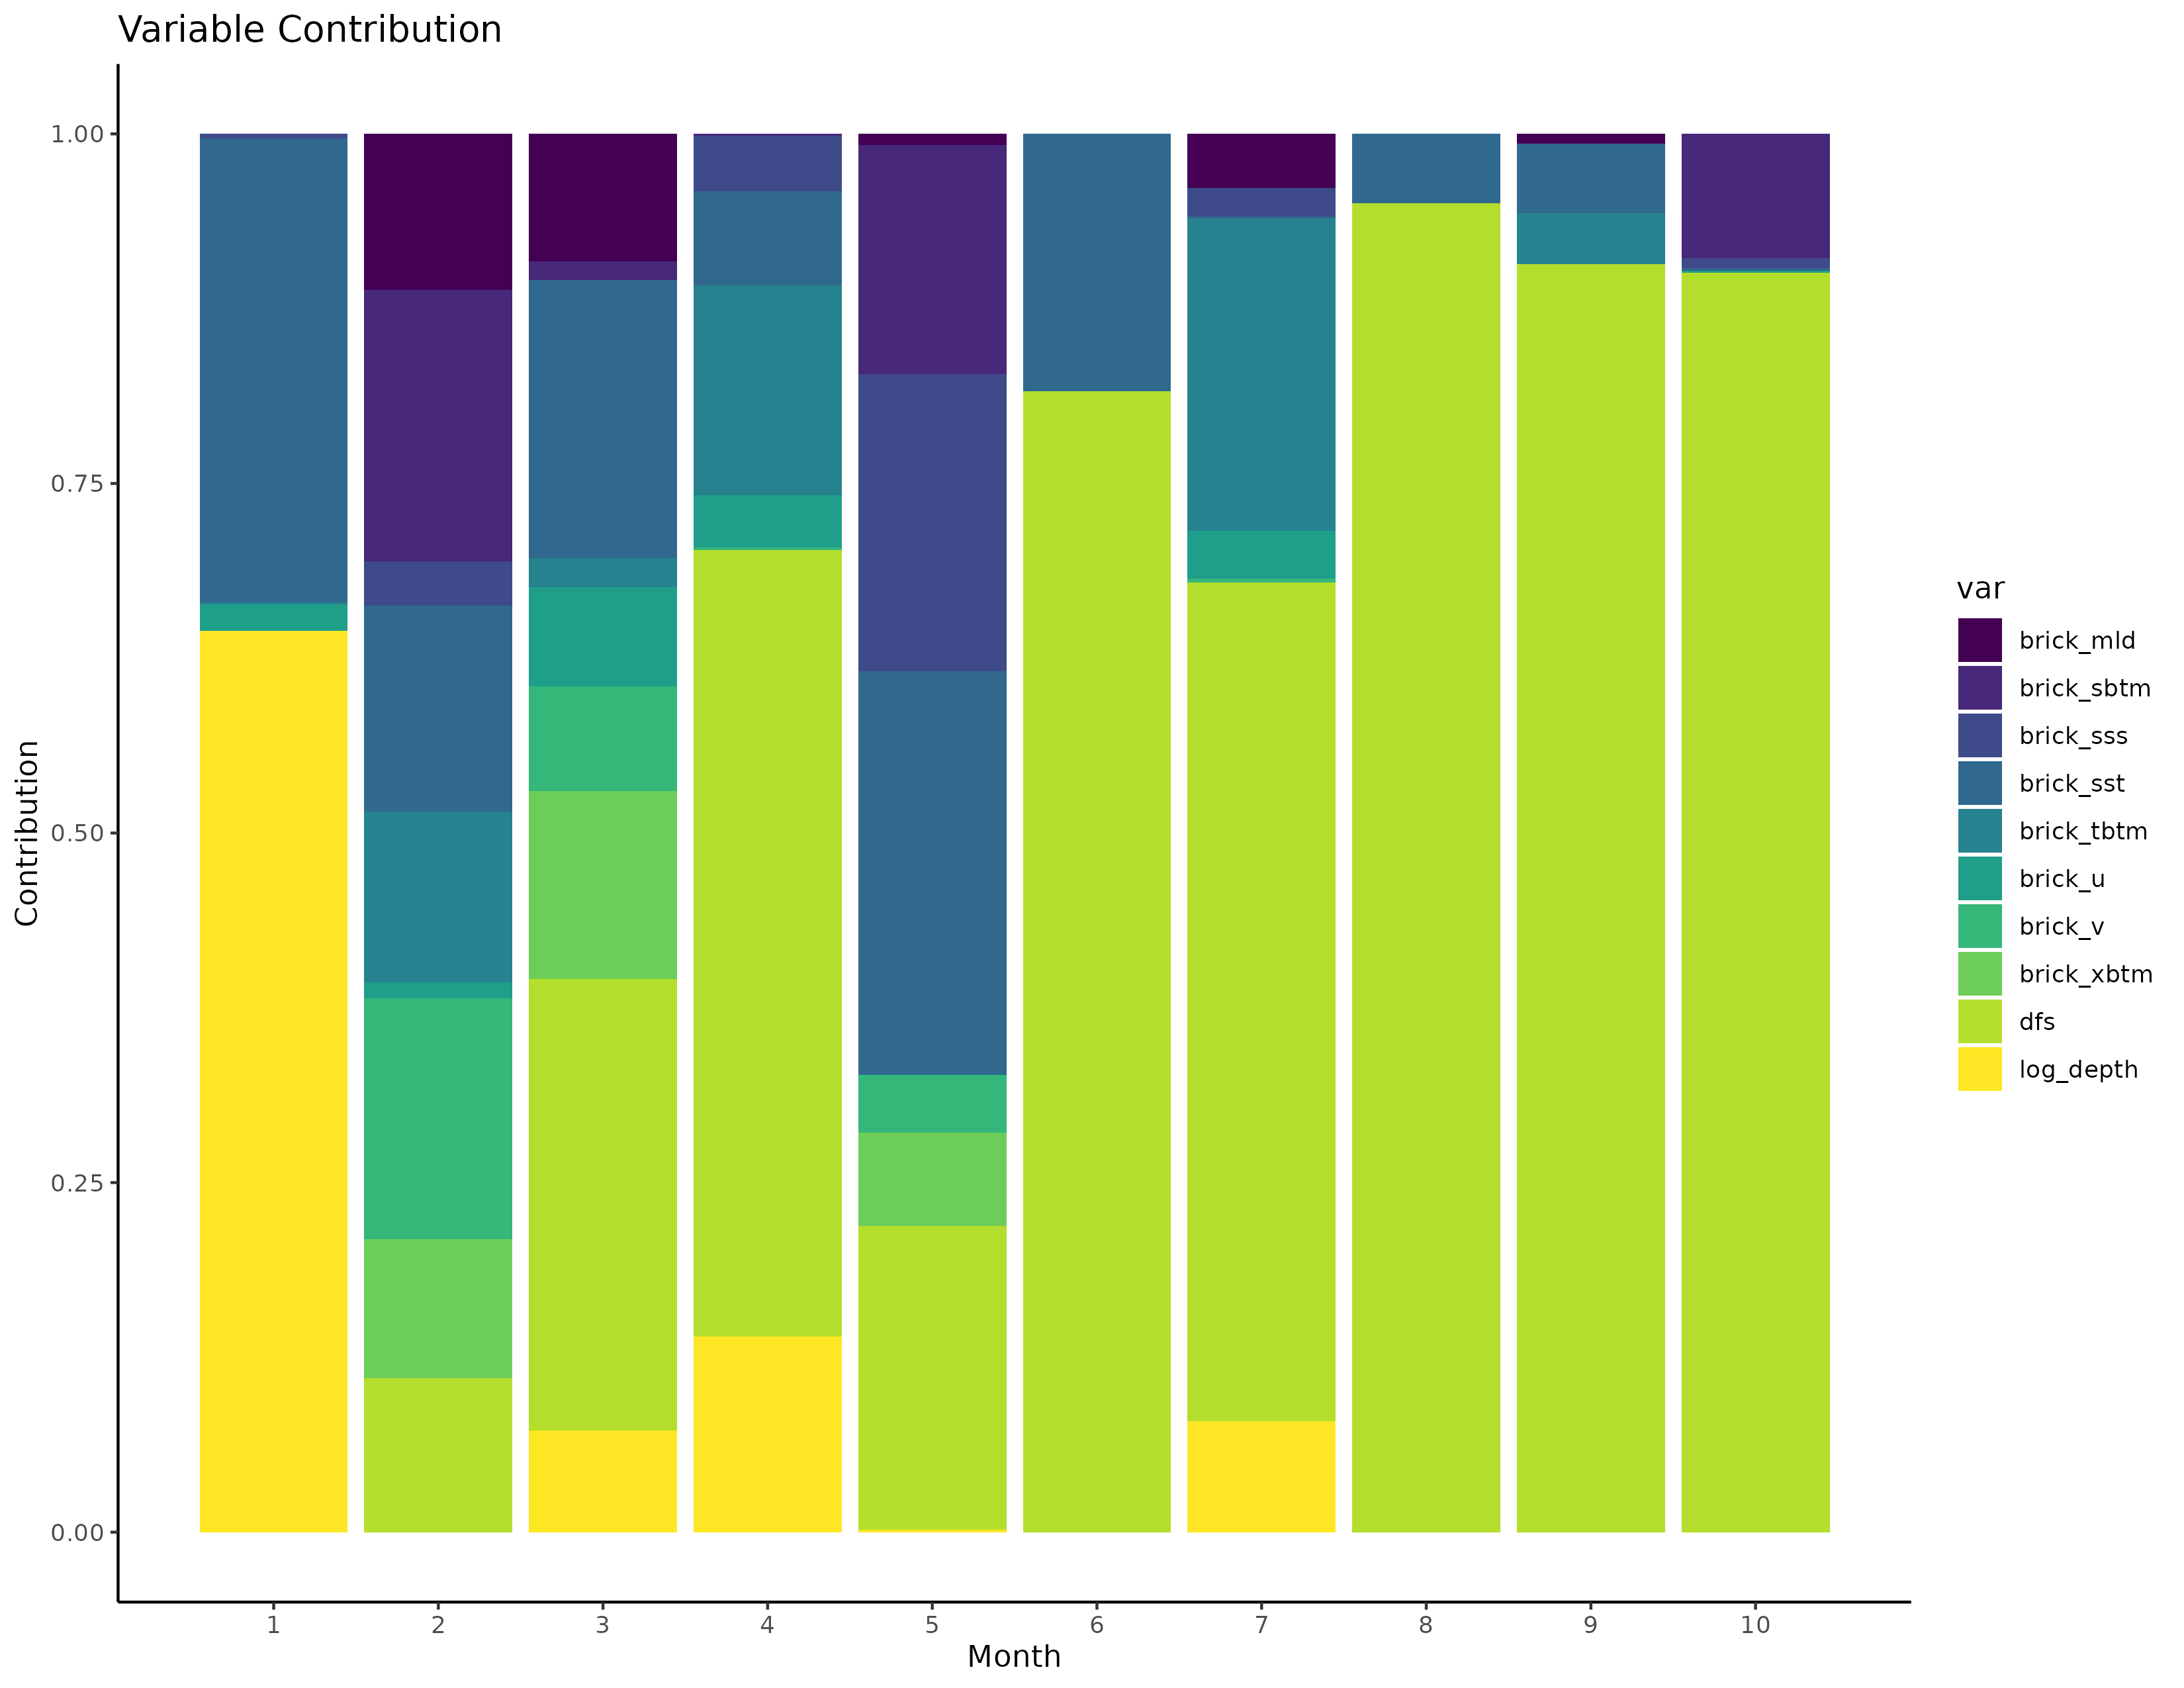 Variable Contribution
1.00
0.75
0.50
0.25
0.00
Contribution
1 2 3 4 5 6 7 8 9 10
Month
var
brick_mld
brick_sbtm
brick_sss
brick_sst
brick_tbtm
brick_u
brick_v
brick_xbtm
dfs
log_depth